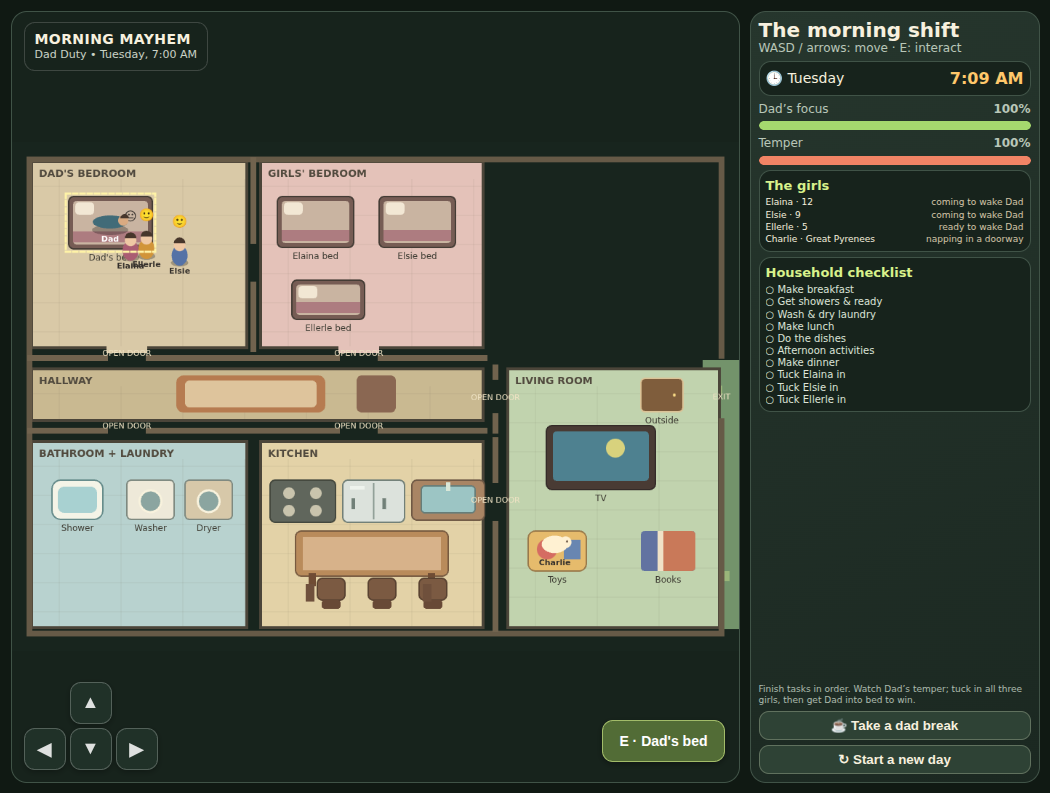 MORNING MAYHEM
Dad Duty • Tuesday, 7:00 AM
DAD'S BEDROOM
Dad
Ellerle
Elsie
GIRLS' BEDROOM
Elaina bed
Elsie bed
Ellerle bed
OPEN DOOR
OPEN DOOR
HALLWAY
OPEN DOOR
OPEN DOOR
OPEN DOOR
LIVING ROOM
EXIT
Outside
TV
Charlie
Toys
Books
BATHROOM + LAUNDRY
Shower
Washer
Dryer
KITCHEN
OPEN DOOR
▲
◀ ▼ ▶
E · Dad's bed
The morning shift
WASD / arrows: move · E: interact
🕒 Tuesday 7:09 AM
Dad’s focus 100%
Temper 100%
The girls
Elaina · 12 coming to wake Dad
Elsie · 9 coming to wake Dad
Ellerle · 5 ready to wake Dad
Charlie · Great Pyrenees napping in a doorway
Household checklist
○ Make breakfast
○ Get showers & ready
○ Wash & dry laundry
○ Make lunch
○ Do the dishes
○ Afternoon activities
○ Make dinner
○ Tuck Elaina in
○ Tuck Elsie in
○ Tuck Ellerle in
Finish tasks in order. Watch Dad’s temper; tuck in all three
girls, then get Dad into bed to win.
☕ Take a dad break
↻ Start a new day